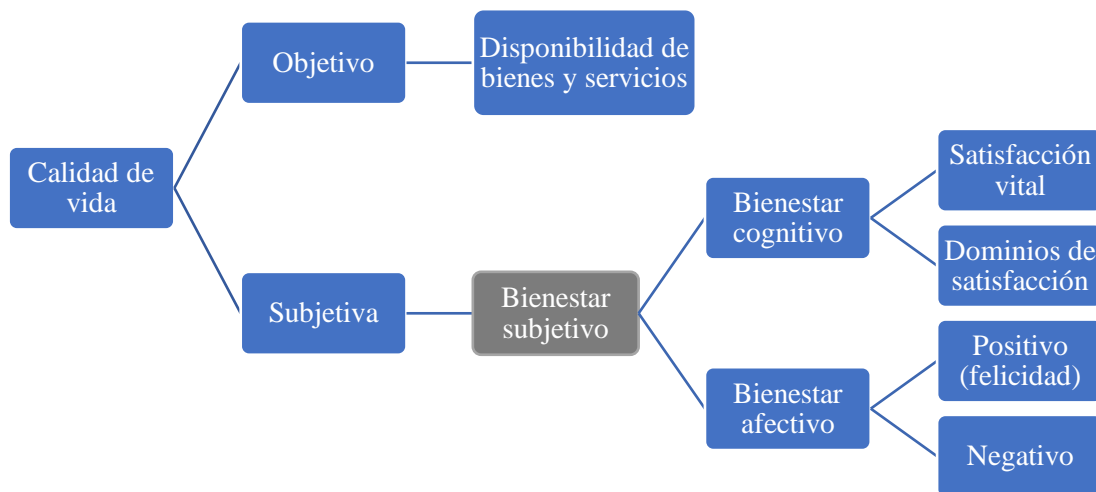 Calidad de
vida
Objetivo
Disponibilidad de
bienes y servicios
Subjetiva
Bienestar
subjetivo
Bienestar
cognitivo
Satisfacción
vital
Dominios de
satisfacción
Bienestar
afectivo
Positivo
(felicidad)
Negativo